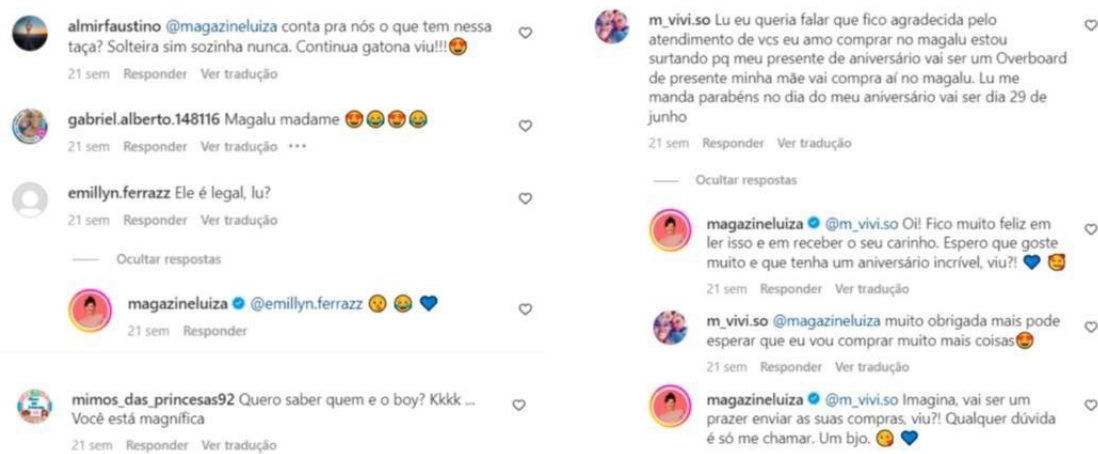 almirfaustino @magazineluiza conta pra nós o que tem nessa
taça? Solteira sim sozinha nunca. Continua gatona viu!!!😍
21 sem Responder Ver tradução
gabriel.alberto.148116 Magalu madame 😍😂😍😂
21 sem Responder Ver tradução •••
emillyn.ferrazz Ele é legal, lu?
21 sem Responder Ver tradução
Ocultar respostas
magazineluiza @emillyn.ferrazz 🤫 😂 💙
21 sem Responder
mimos_das_princesas92 Quero saber quem e o boy? Kkkk ...
Você está magnífica
21 sem Responder Ver tradução
m_vivi.so Lu eu queria falar que fico agradecida pelo
atendimento de vcs eu amo comprar no magalu estou
surtando pq meu presente de aniversário vai ser um Overboard
de presente minha mãe vai compra aí no magalu. Lu me
manda parabéns no dia do meu aniversário vai ser dia 29 de
junho
21 sem Responder Ver tradução
Ocultar respostas
magazineluiza @m_vivi.so Oi! Fico muito feliz em
ler isso e em receber o seu carinho. Espero que goste
muito e que tenha um aniversário incrível, viu?! 💙 🥰
21 sem Responder Ver tradução
m_vivi.so @magazineluiza muito obrigada mais pode
esperar que eu vou comprar muito mais coisas😍
21 sem Responder Ver tradução
magazineluiza @m_vivi.so Imagina, vai ser um
prazer enviar as suas compras, viu?! Qualquer dúvida
é só me chamar. Um bjo. 😘 💙